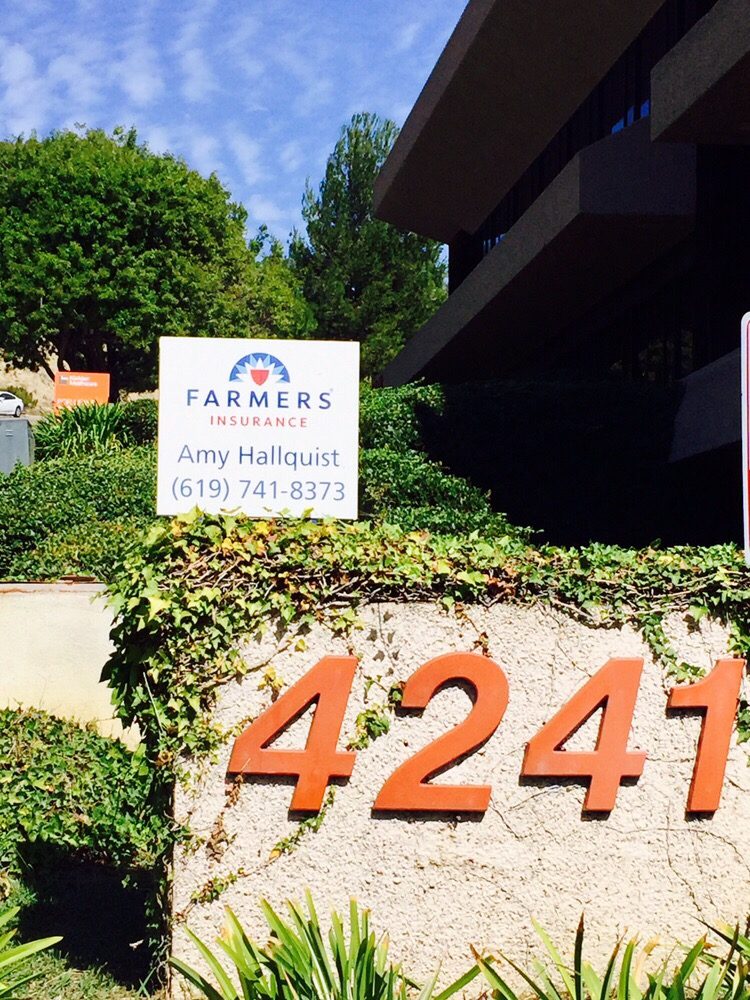 FARMERS
INSURANCE
Amy Hallquist
(619) 741-8373
4241